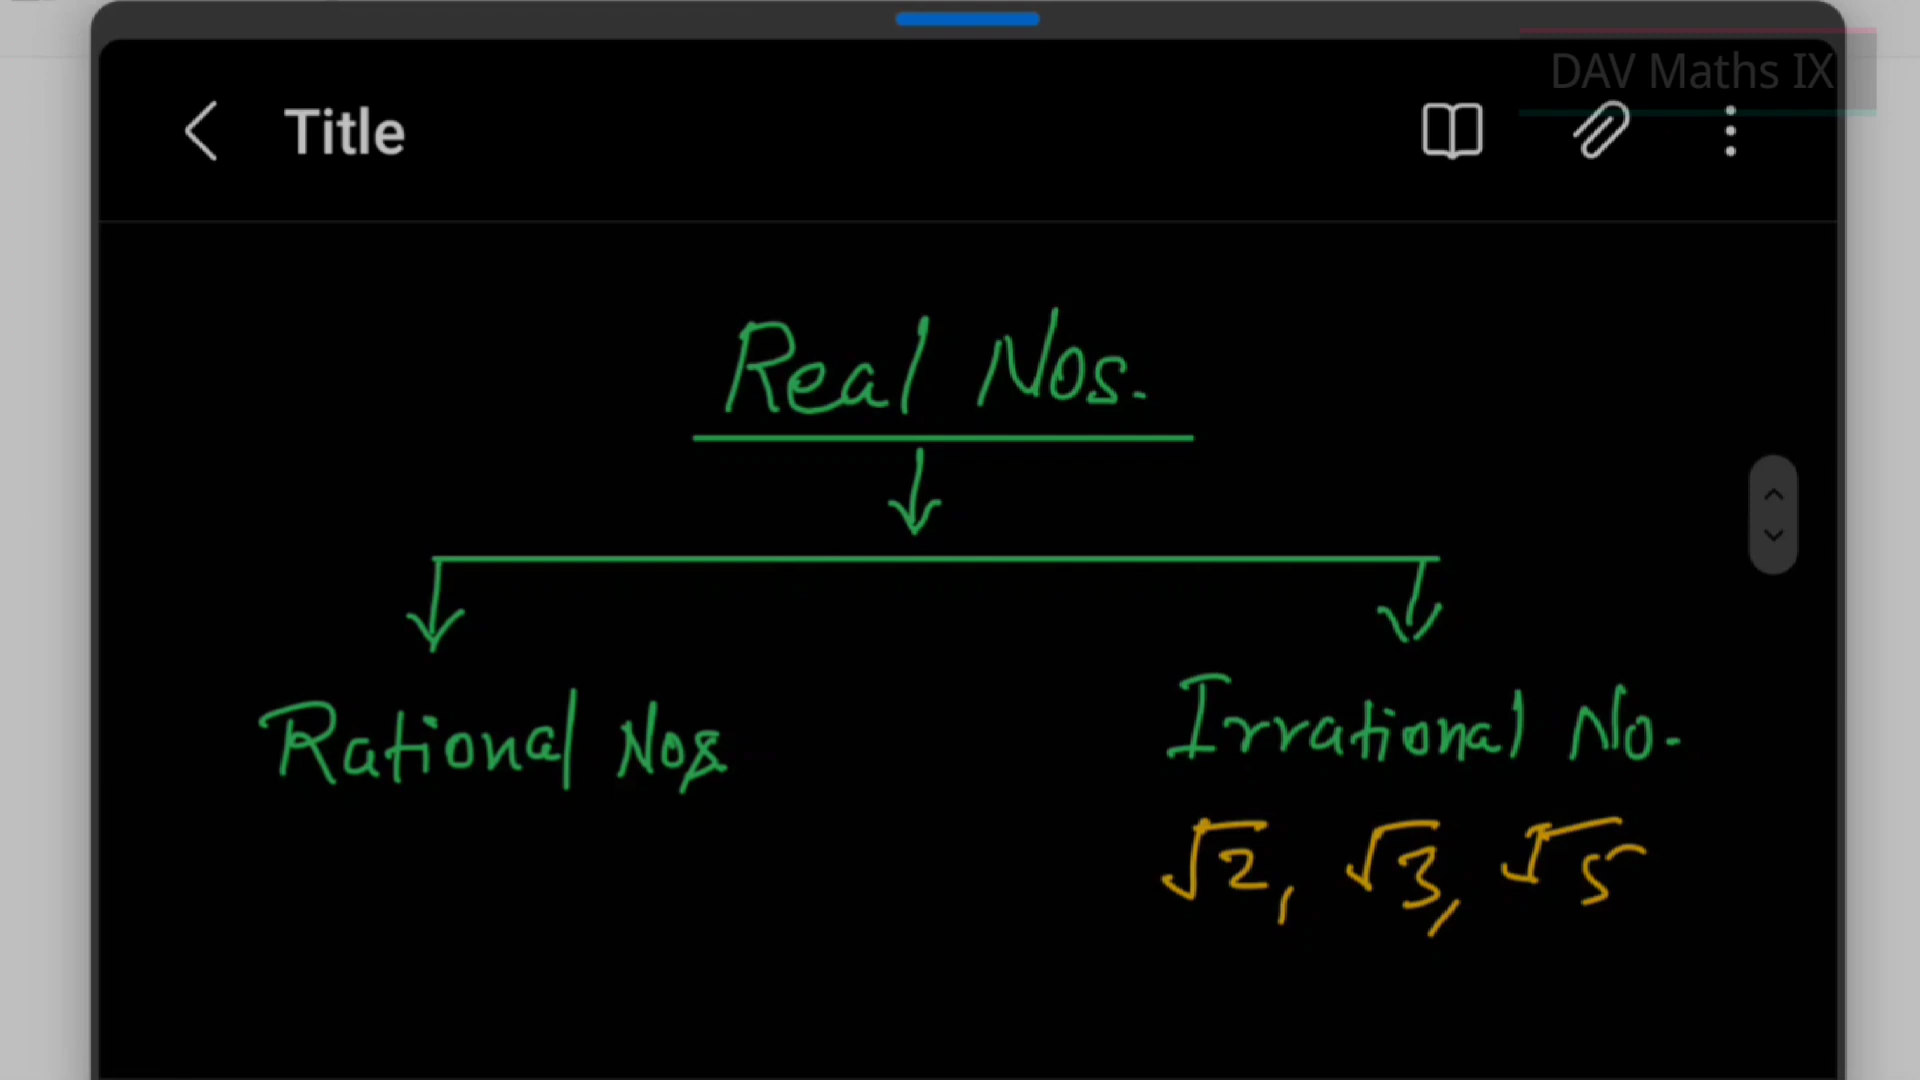 DAV Maths IX
Title
Real Nos.
Rational Nos
Irrational No.
√2, √3, √5